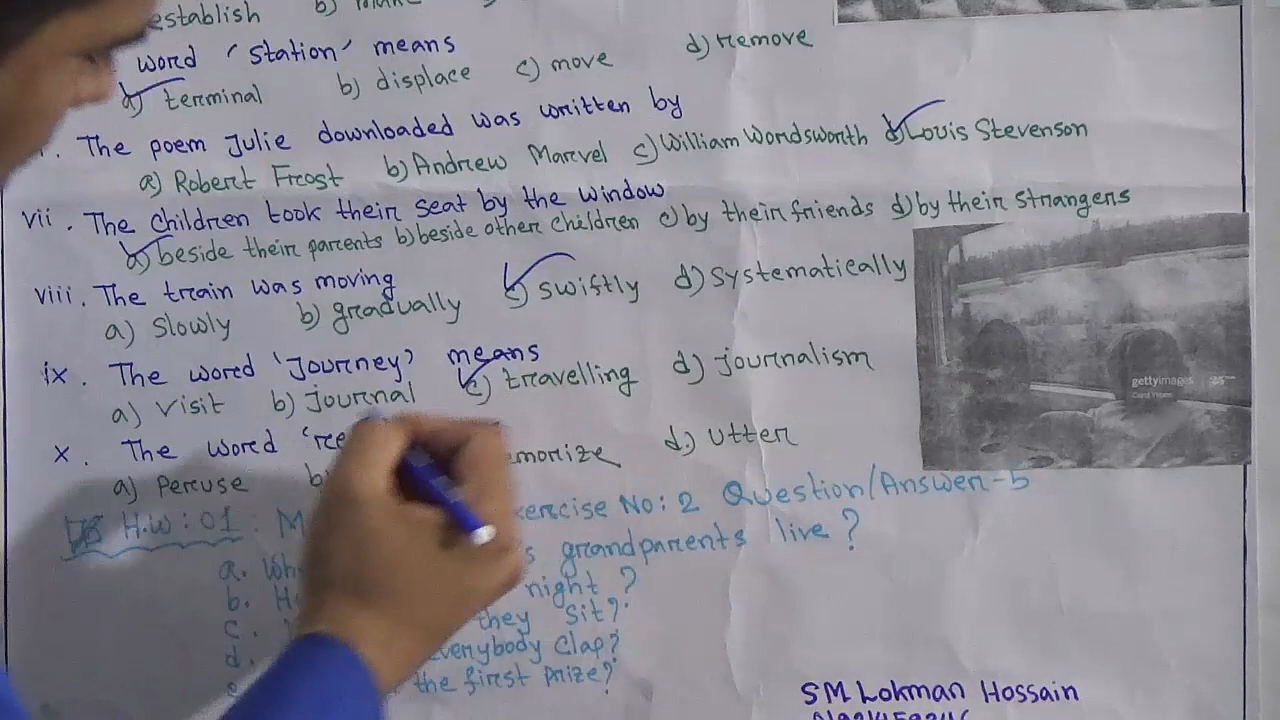 establish b)
word ‘Station’ means
a) terminal b) displace c) move d) remove
The poem Julie downloaded was written by
a) Robert Frost b) Andrew Marvel c) William Wordsworth d) Louis Stevenson
vii. The Children took their seat by the window
a) beside their parents b) beside other children c) by their friends d) by their strangers
viii. The train was moving
a) Slowly b) gradually c) Swiftly d) Systematically
ix. The word ‘Journey’ means
a) Visit b) Journal c) travelling d) journalism
x. The word
a) Peruse d) Utter
H.W: 01: No: 2 Question/Answer-5
a. grandparents live?
b. night?
c. they Sit?
d. Clap?
the first prize?
gettyimages
SM Lokman Hossain